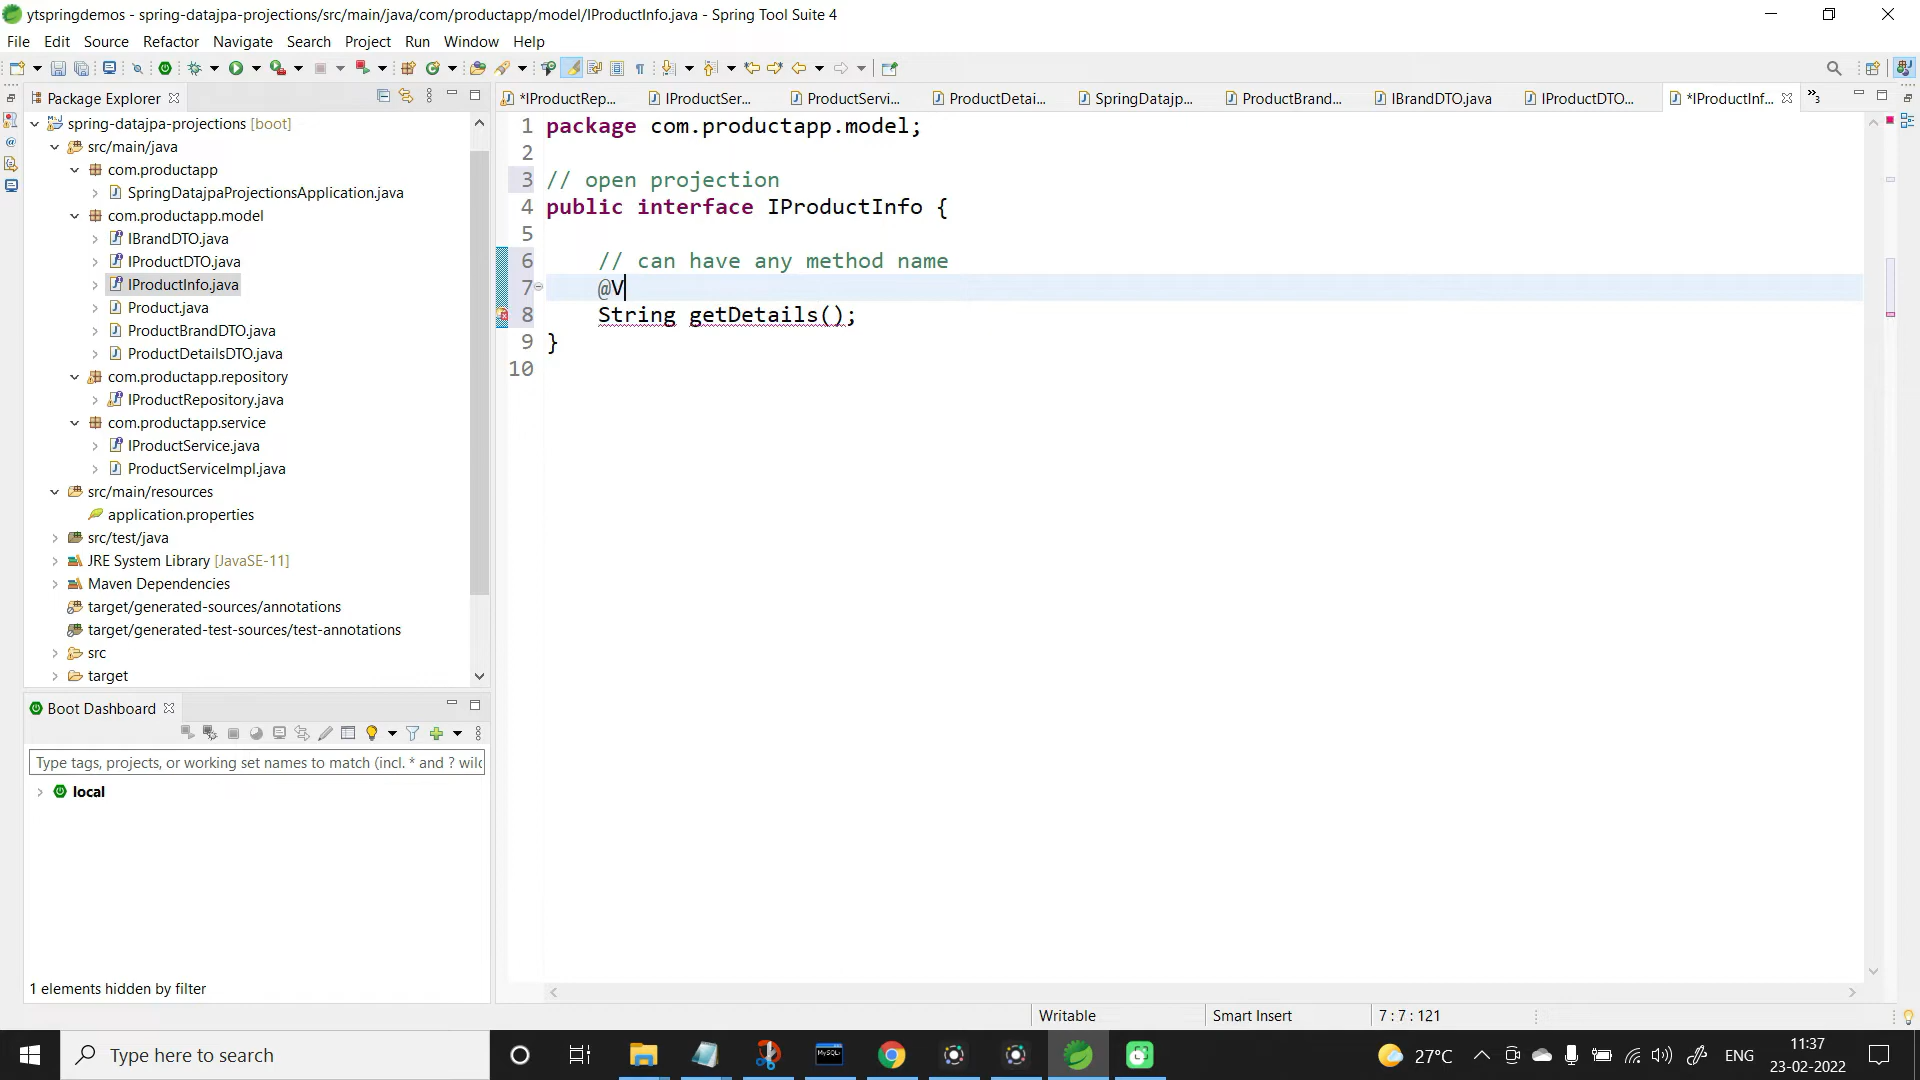 ytspringdemos - spring-datajpa-projections/src/main/java/com/productapp/model/IProductInfo.java - Spring Tool Suite 4
File Edit Source Refactor Navigate Search Project Run Window Help
Package Explorer
*IProductRep... IProductSer... ProductServi... ProductDetai... SpringDatajp... ProductBrand... IBrandDTO.java IProductDTO... *IProductInf... »3
spring-datajpa-projections [boot]
src/main/java
com.productapp
SpringDatajpaProjectionsApplication.java
com.productapp.model
IBrandDTO.java
IProductDTO.java
IProductInfo.java
Product.java
ProductBrandDTO.java
ProductDetailsDTO.java
com.productapp.repository
IProductRepository.java
com.productapp.service
IProductService.java
ProductServiceImpl.java
src/main/resources
application.properties
src/test/java
JRE System Library [JavaSE-11]
Maven Dependencies
target/generated-sources/annotations
target/generated-test-sources/test-annotations
src
target
1 package com.productapp.model;
2
3 // open projection
4 public interface IProductInfo {
5
6 // can have any method name
7 @V
8 String getDetails();
9 }
10
Boot Dashboard
Type tags, projects, or working set names to match (incl. * and ? wild
local
1 elements hidden by filter
Writable Smart Insert 7 : 7 : 121
Type here to search
MySQL
27°C ENG
11:37
23-02-2022